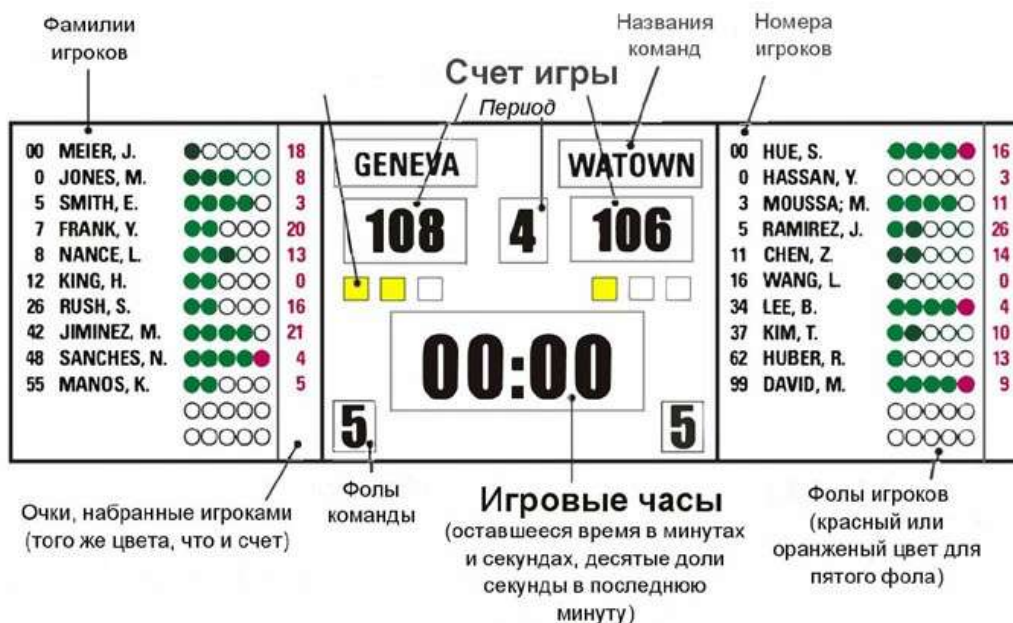 Фамилии
игроков
Названия
команд
Номера
игроков
Счет игры
Период
00 MEIER, J. 18
0 JONES, M. 8
5 SMITH, E. 3
7 FRANK, Y. 20
8 NANCE, L. 13
12 KING, H. 0
26 RUSH, S. 16
42 JIMINEZ, M. 21
48 SANCHES, N. 4
55 MANOS, K. 5
GENEVA WATOWN
108 4 106
00:00
5 5
00 HUE, S. 16
0 HASSAN, Y. 3
3 MOUSSA; M. 11
5 RAMIREZ, J. 26
11 CHEN, Z. 14
16 WANG, L. 0
34 LEE, B. 4
37 KIM, T. 10
62 HUBER, R. 13
99 DAVID, M. 9
Очки, набранные игроками
(того же цвета, что и счет)
Фолы
команды
Игровые часы
(оставшееся время в минутах
и секундах, десятые доли
секунды в последнюю
минуту)
Фолы игроков
(красный или
оранженый цвет для
пятого фола)